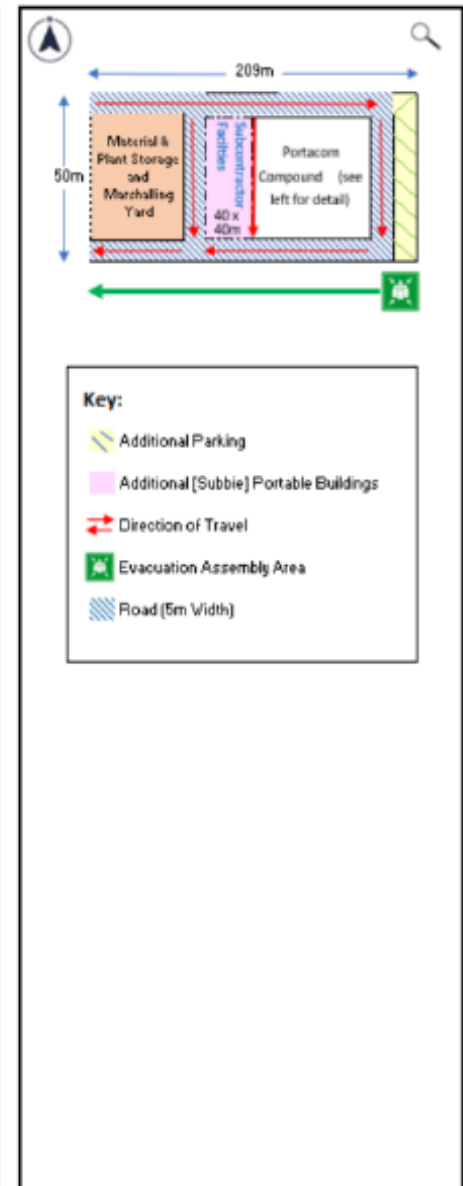 209m
50m
Material &
Plant Storage
and
Marshalling
Yard
Subcontractor
Facilities
40 x
40m
Portacom
Compound (see
left for detail)
Key:
Additional Parking
Additional [Subbie] Portable Buildings
Direction of Travel
Evacuation Assembly Area
Road (5m Width)